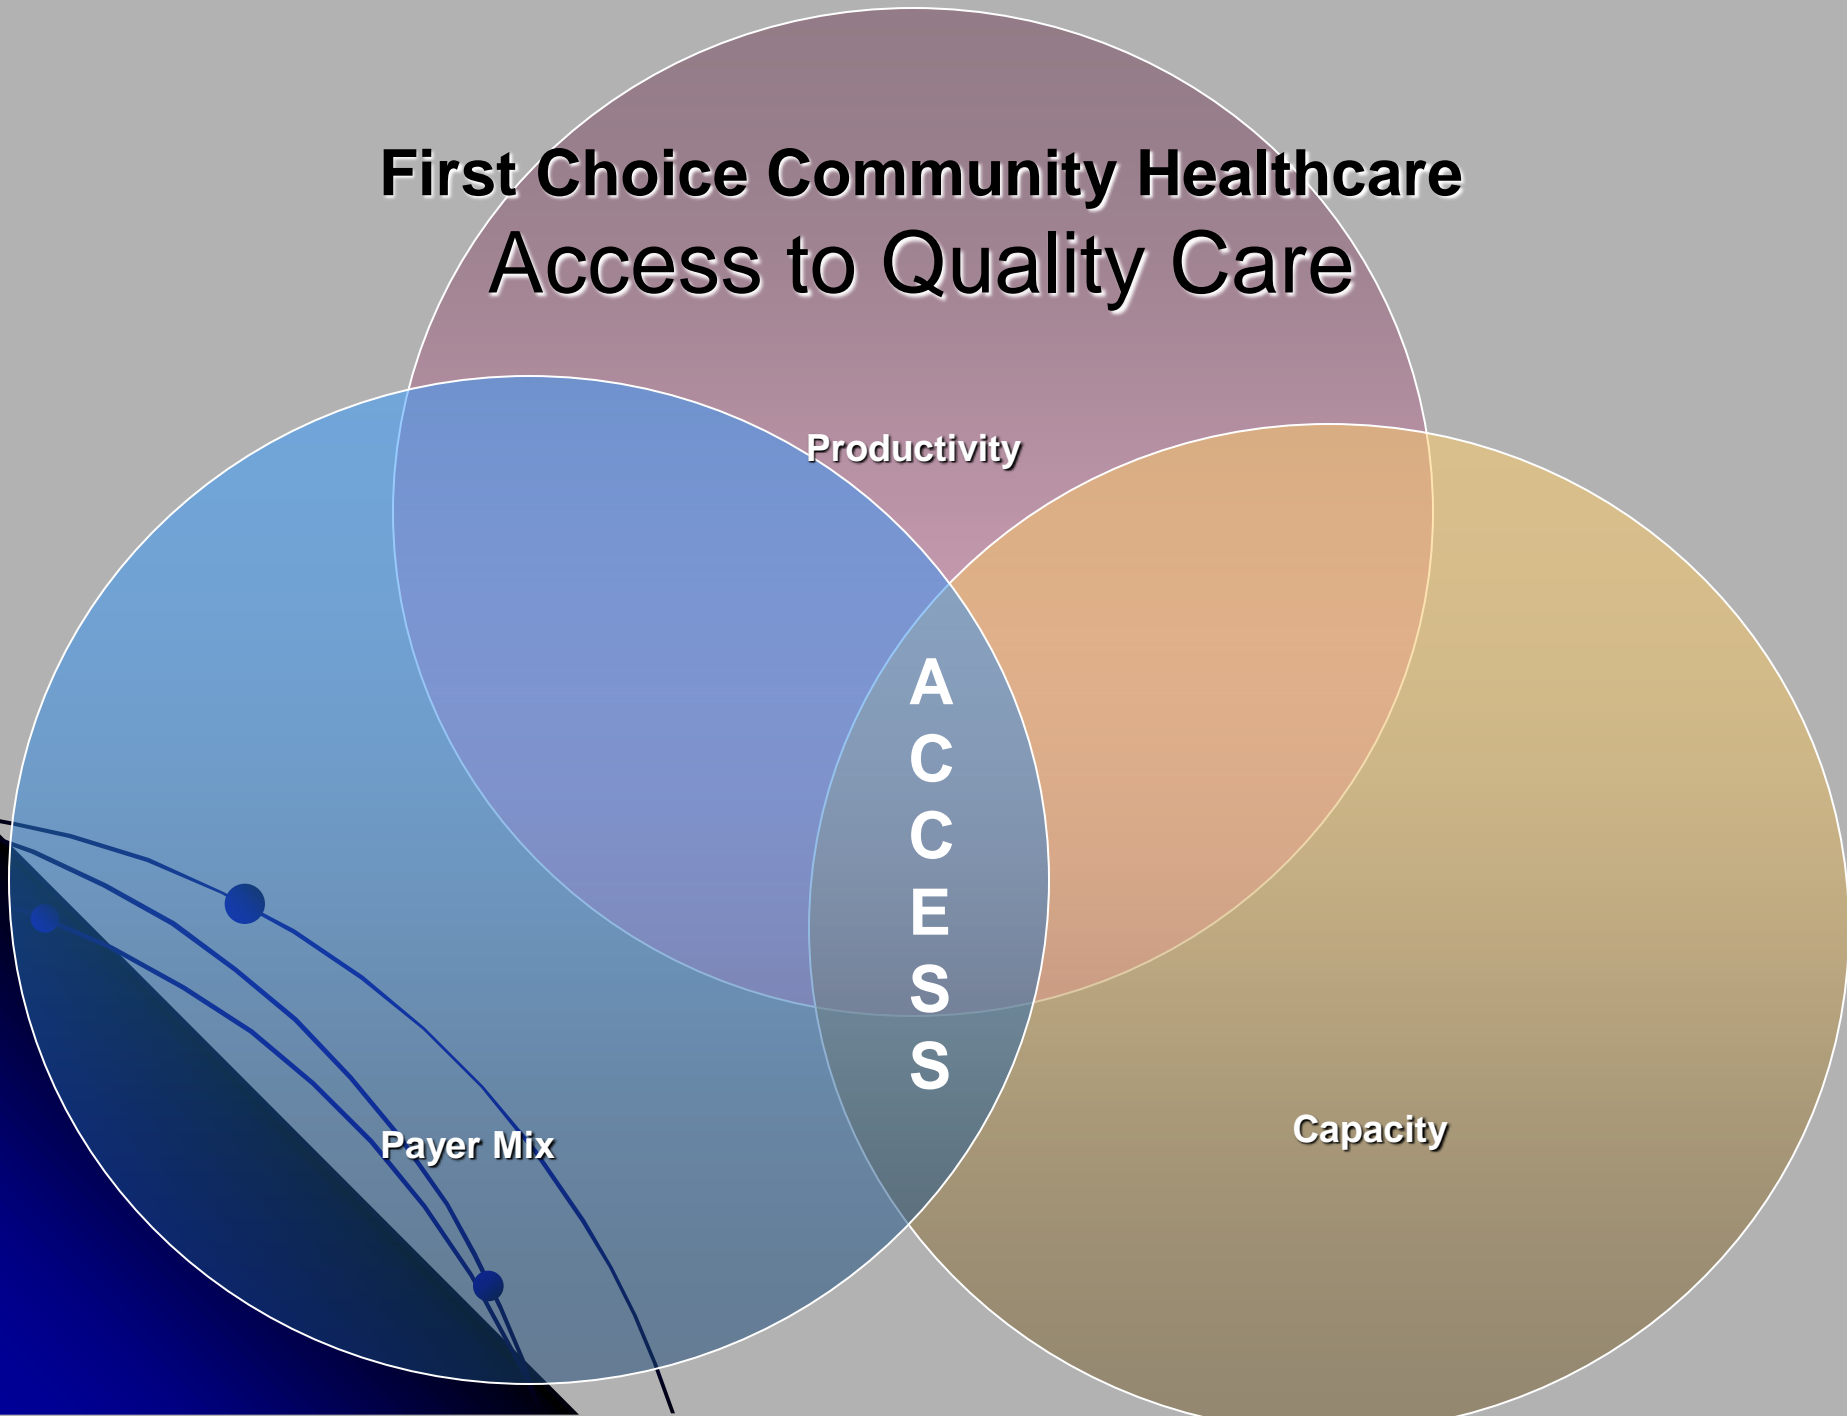 First Choice Community Healthcare
Access to Quality Care
Productivity
A
C
C
E
S
S
Payer Mix
Capacity